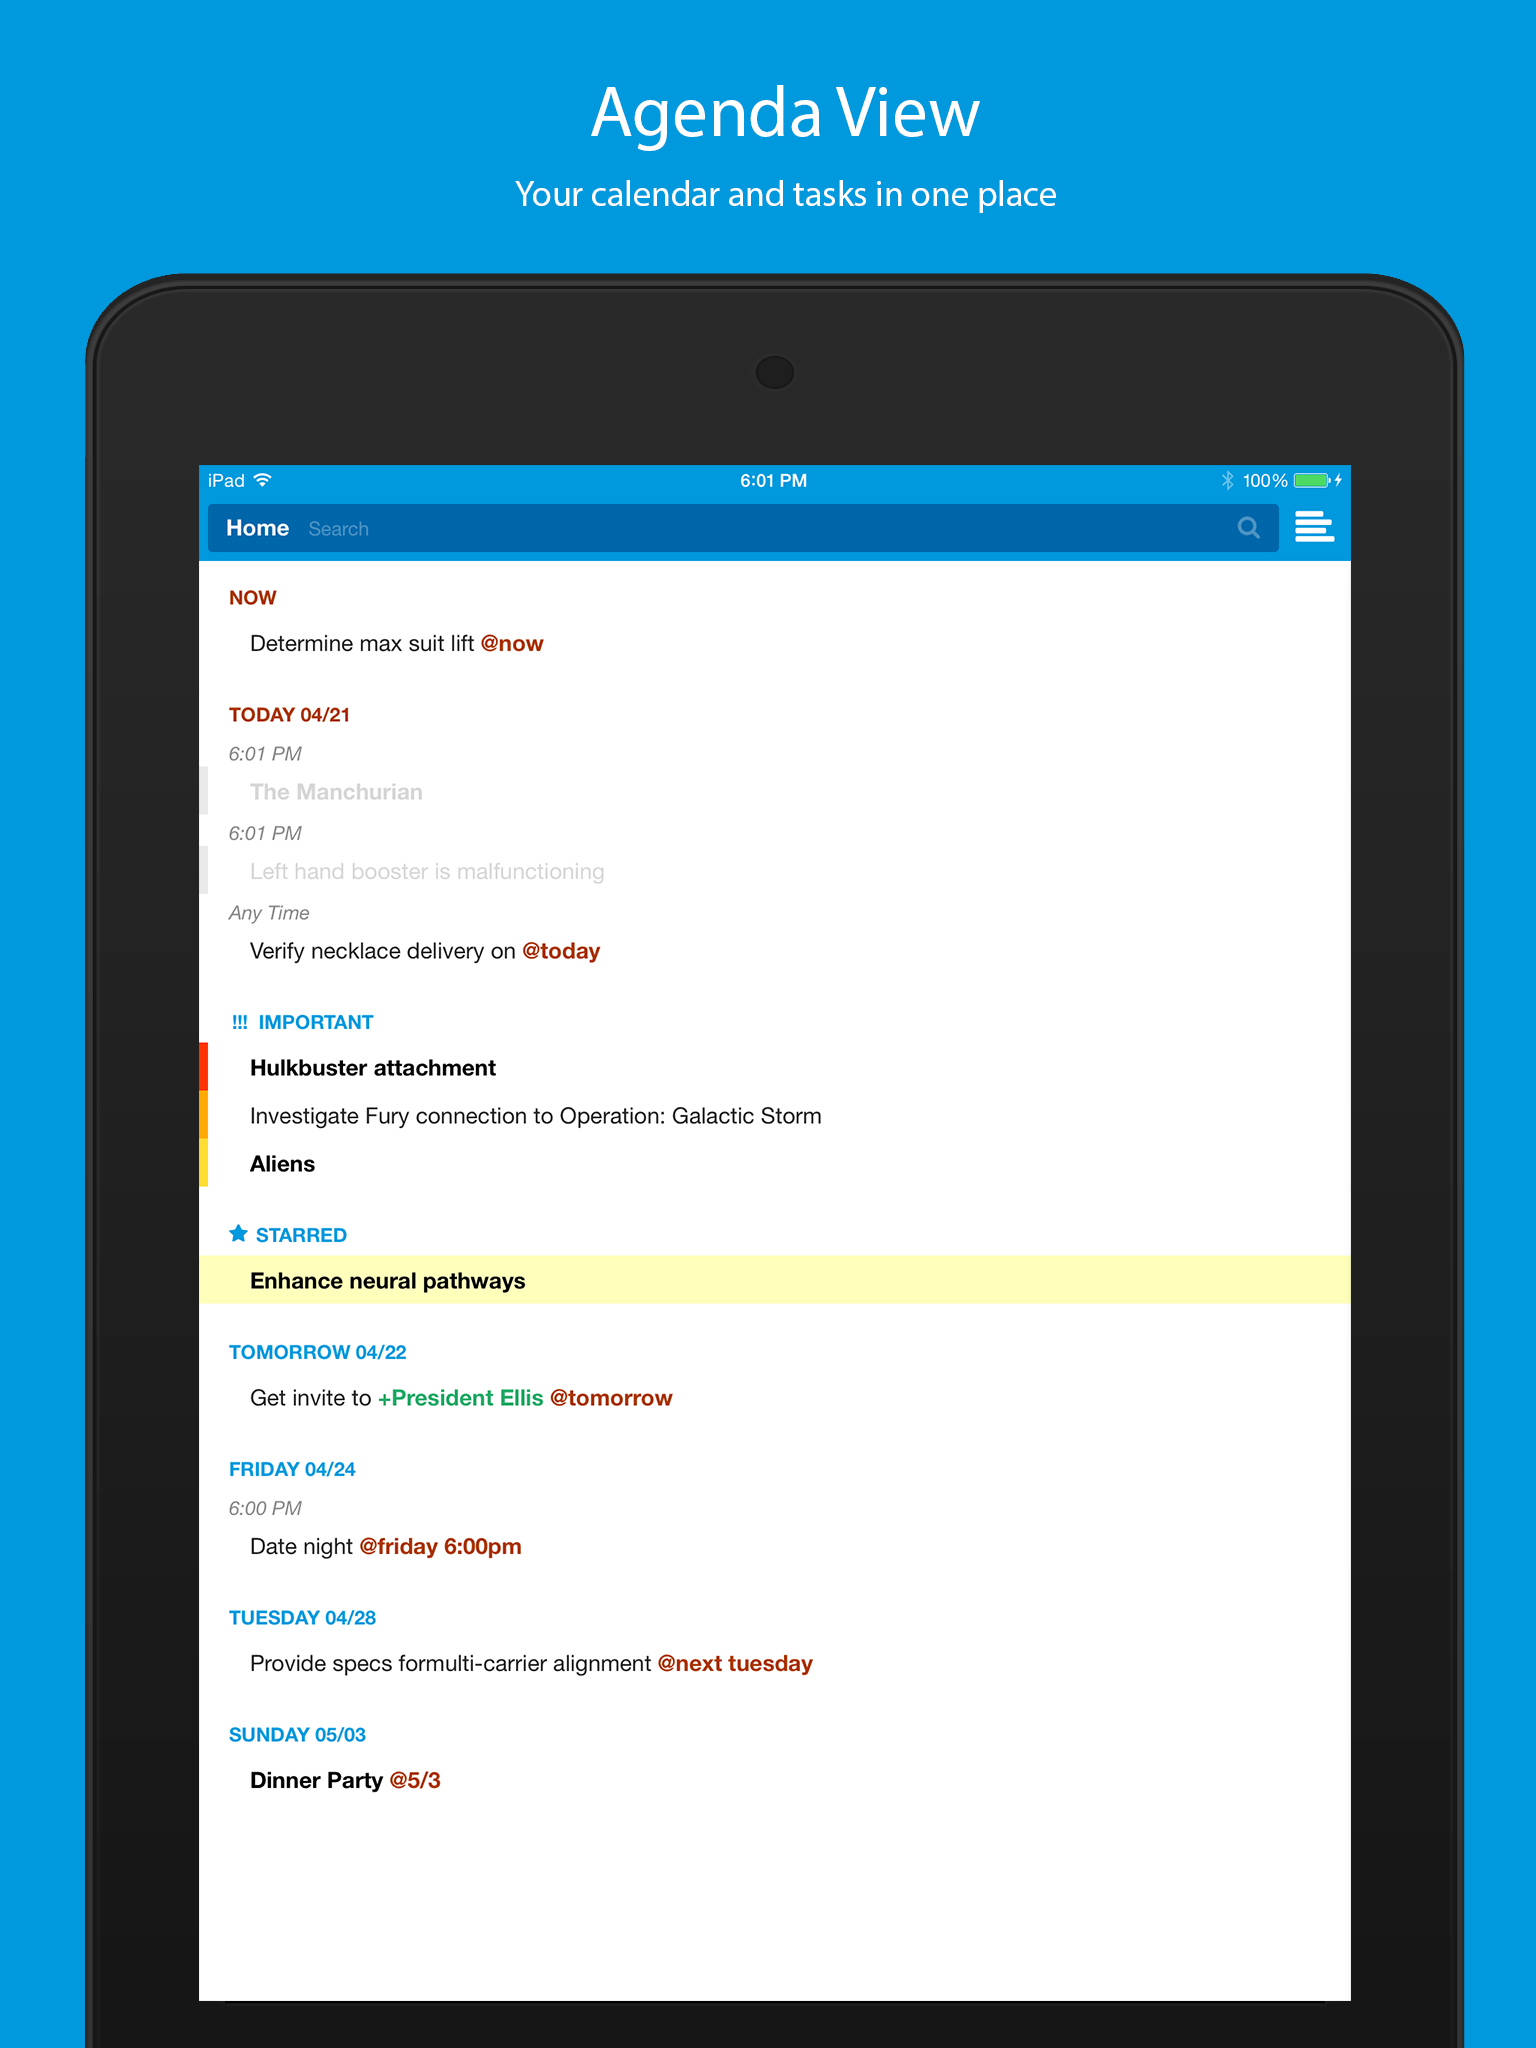 Agenda View
Your calendar and tasks in one place
iPad 6:01 PM 100%
Home Search
NOW
Determine max suit lift @now
TODAY 04/21
6:01 PM
The Manchurian
6:01 PM
Left hand booster is malfunctioning
Any Time
Verify necklace delivery on @today
!!! IMPORTANT
Hulkbuster attachment
Investigate Fury connection to Operation: Galactic Storm
Aliens
STARRED
Enhance neural pathways
TOMORROW 04/22
Get invite to +President Ellis @tomorrow
FRIDAY 04/24
6:00 PM
Date night @friday 6:00pm
TUESDAY 04/28
Provide specs formulti-carrier alignment @next tuesday
SUNDAY 05/03
Dinner Party @5/3